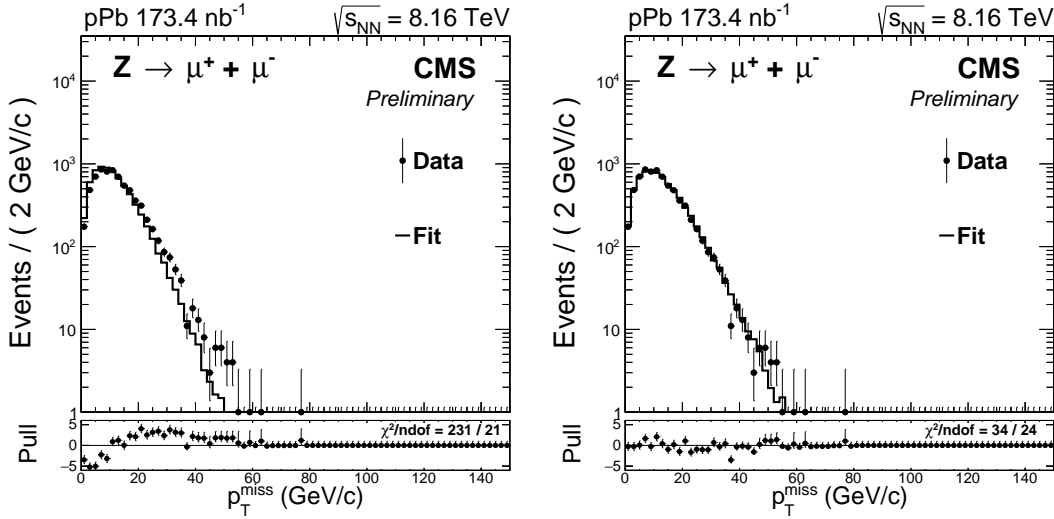 pPb 173.4 nb⁻¹ √s_NN = 8.16 TeV
Z → μ⁺ + μ⁻ CMS
Preliminary
Data
Fit
Events / ( 2 GeV/c )
10⁴
10³
10²
10
1
χ²/ndof = 231 / 21
Pull
5
0
−5
0 20 40 60 80 100 120 140
p_T^miss (GeV/c)
pPb 173.4 nb⁻¹ √s_NN = 8.16 TeV
Z → μ⁺ + μ⁻ CMS
Preliminary
Data
Fit
Events / ( 2 GeV/c )
10⁴
10³
10²
10
1
χ²/ndof = 34 / 24
Pull
5
0
−5
0 20 40 60 80 100 120 140
p_T^miss (GeV/c)